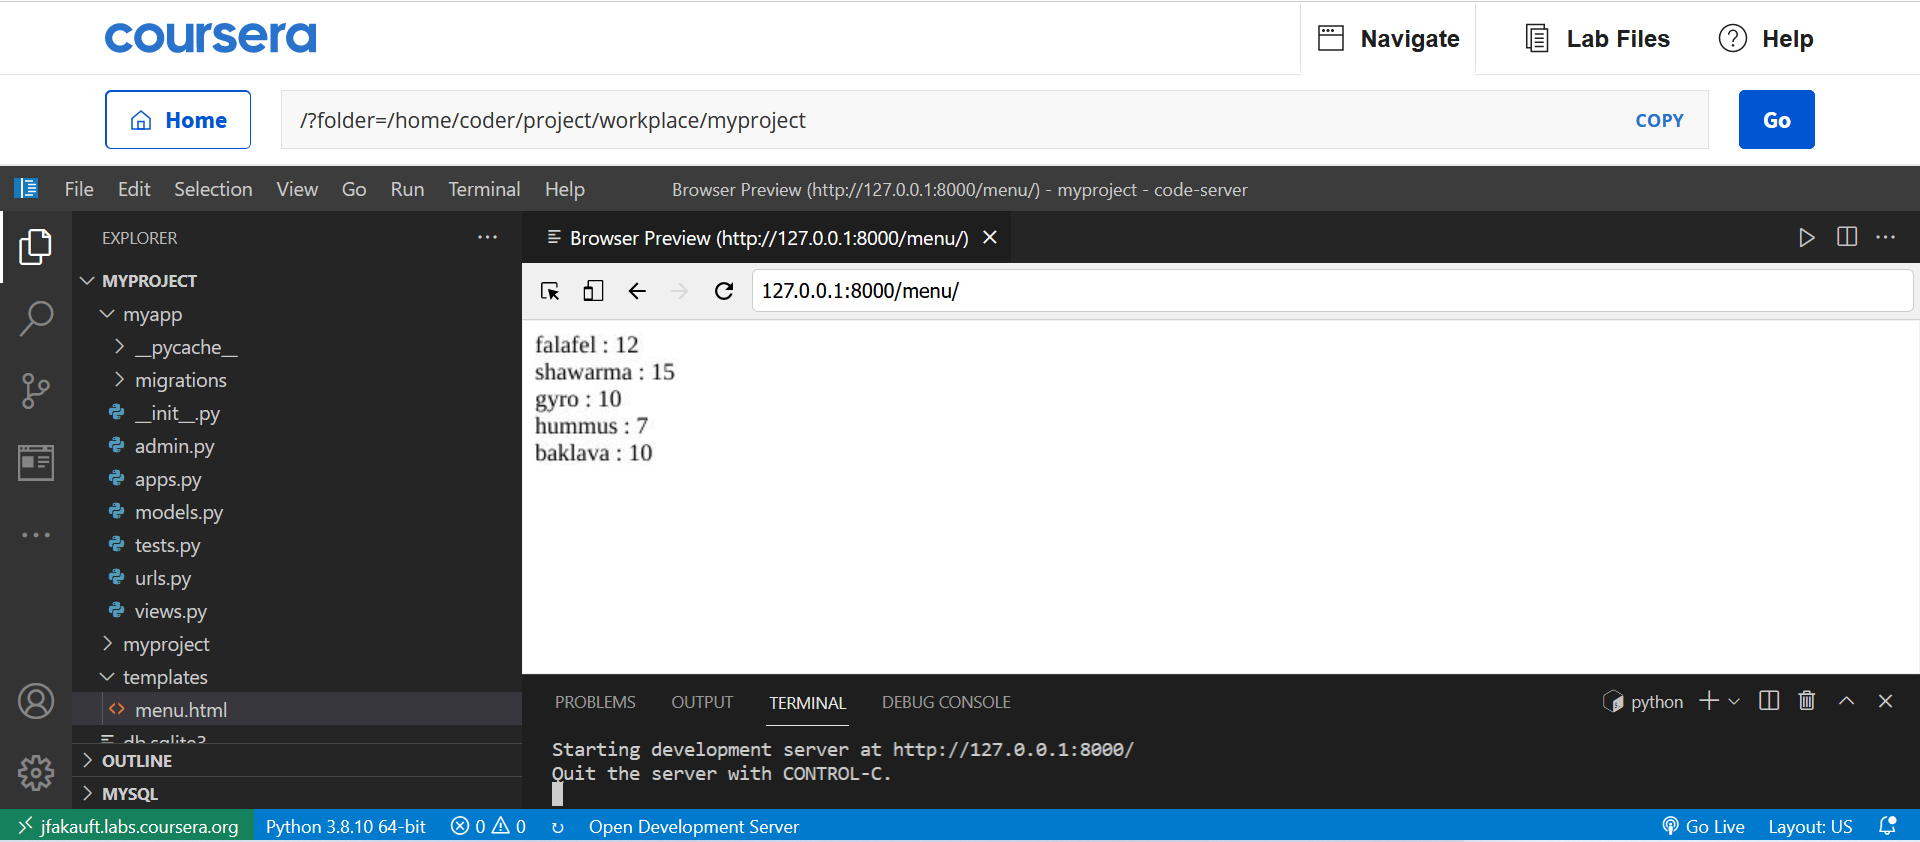 coursera
Navigate
Lab Files
Help
Home
/?folder=/home/coder/project/workplace/myproject
COPY
Go
File Edit Selection View Go Run Terminal Help
Browser Preview (http://127.0.0.1:8000/menu/) - myproject - code-server
EXPLORER
Browser Preview (http://127.0.0.1:8000/menu/)
MYPROJECT
myapp
__pycache__
migrations
__init__.py
admin.py
apps.py
models.py
tests.py
urls.py
views.py
myproject
templates
menu.html
db.sqlite3
OUTLINE
MYSQL
127.0.0.1:8000/menu/
falafel : 12
shawarma : 15
gyro : 10
hummus : 7
baklava : 10
PROBLEMS OUTPUT TERMINAL DEBUG CONSOLE
python
Starting development server at http://127.0.0.1:8000/
Quit the server with CONTROL-C.
jfakauft.labs.coursera.org
Python 3.8.10 64-bit
0 0
Open Development Server
Go Live
Layout: US